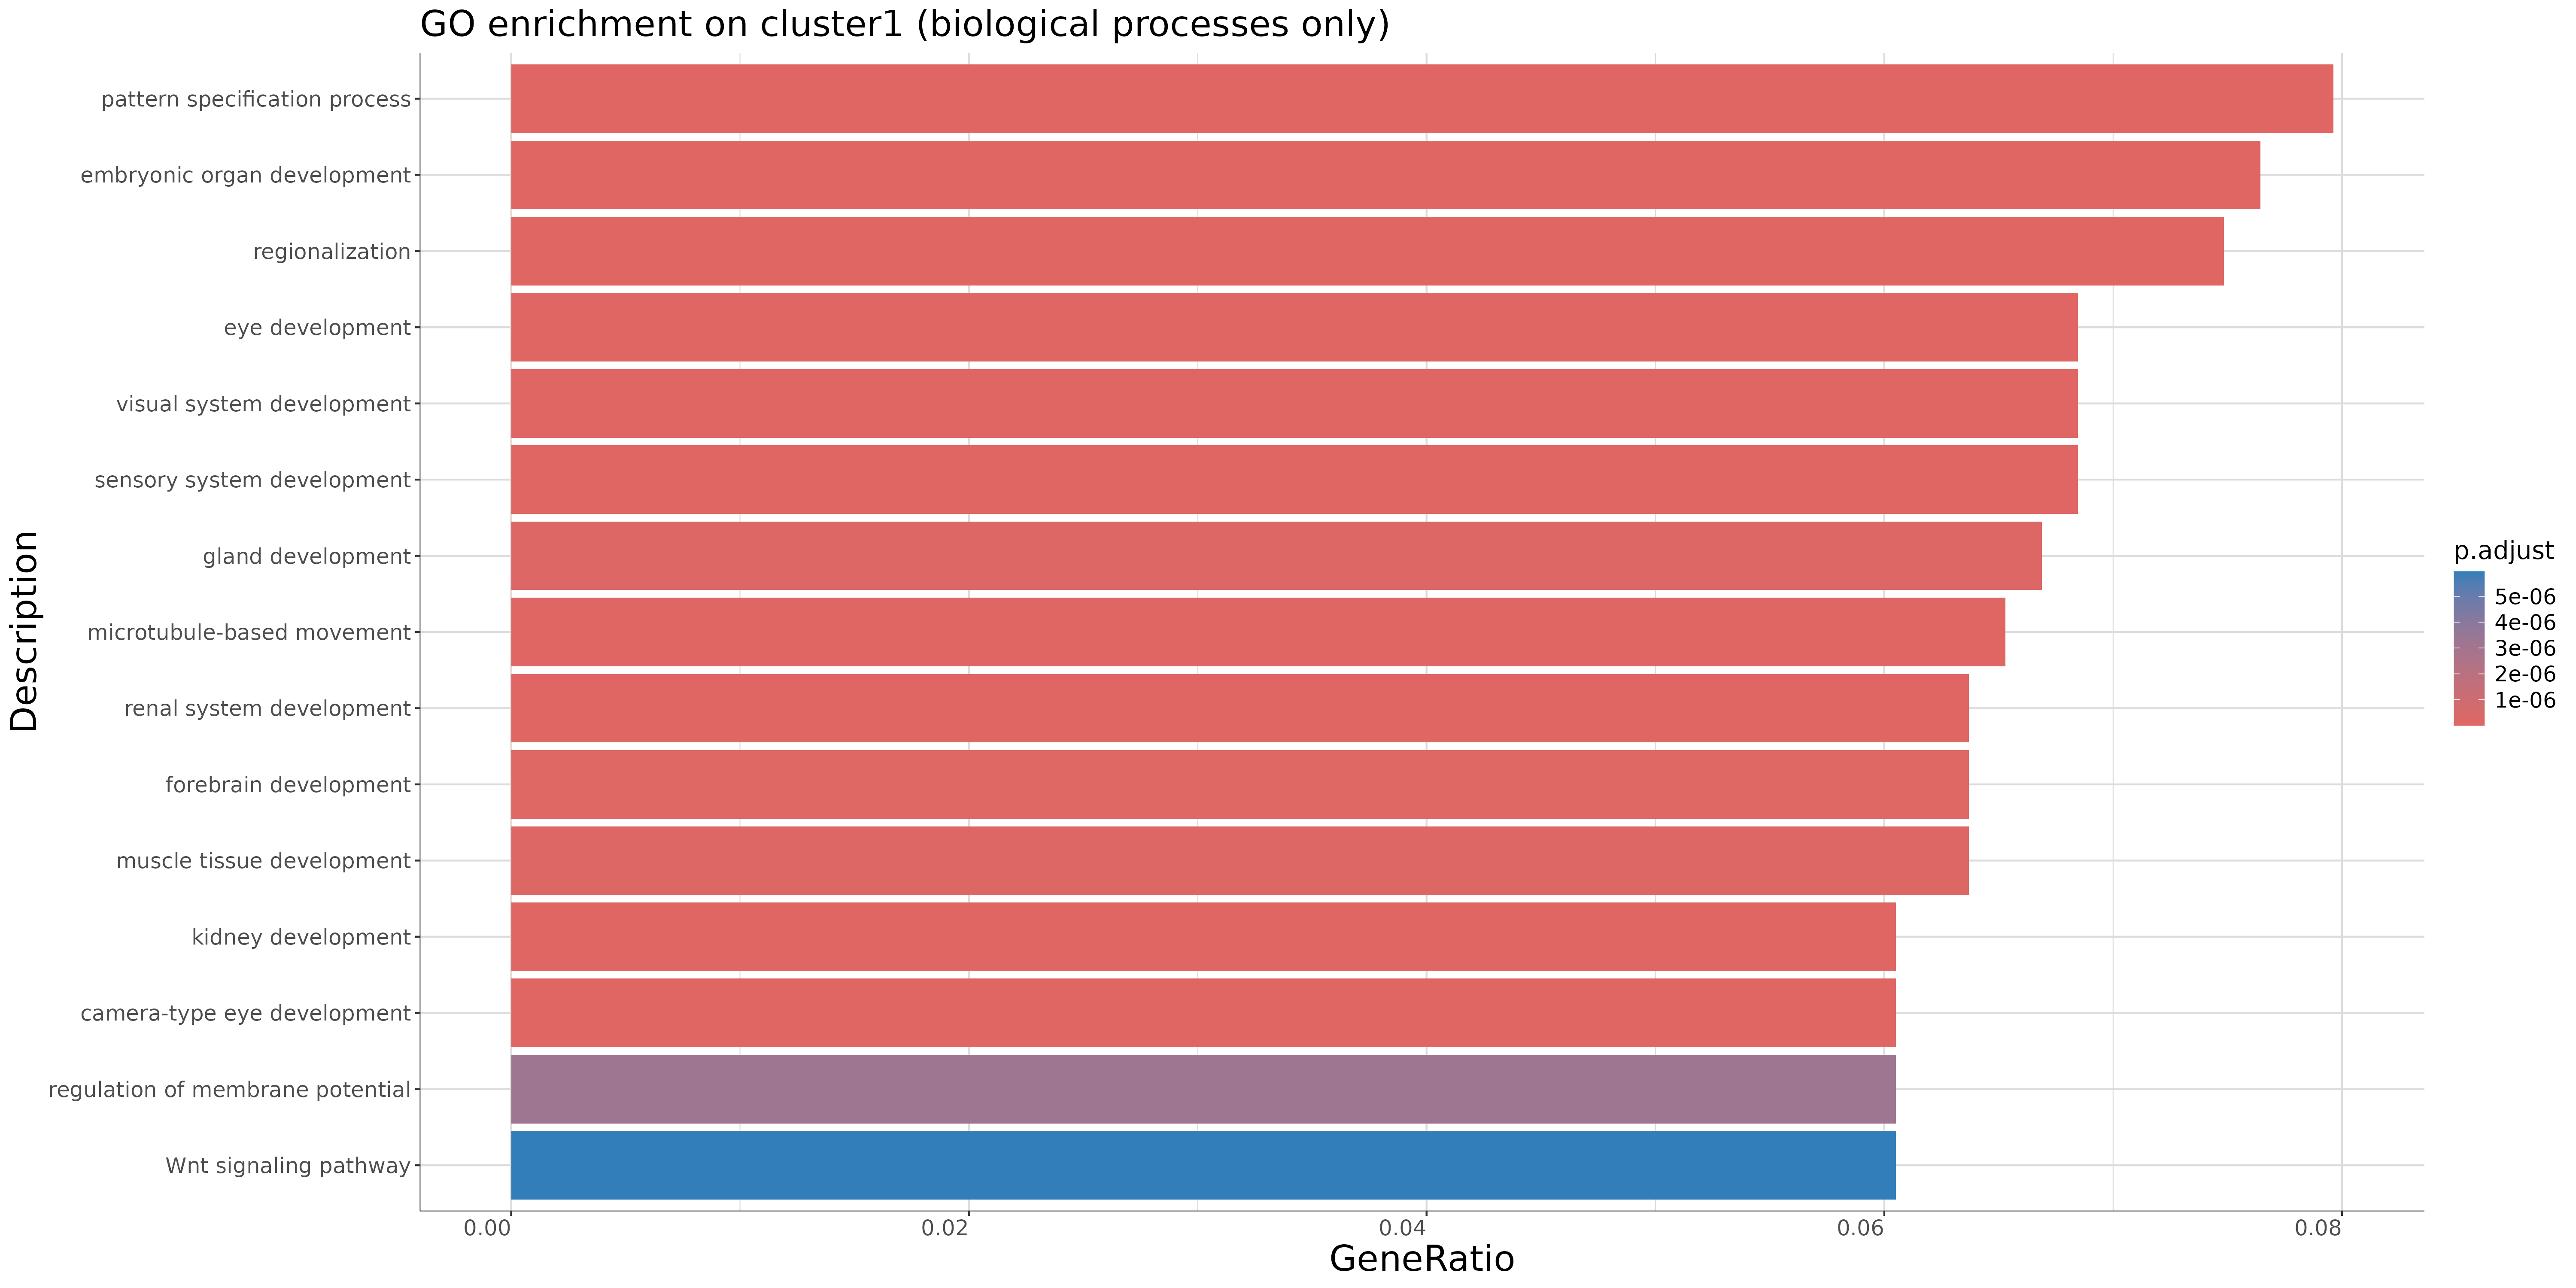 GO enrichment on cluster1 (biological processes only)
pattern specification process
embryonic organ development
regionalization
eye development
visual system development
sensory system development
gland development
microtubule-based movement
renal system development
forebrain development
muscle tissue development
kidney development
camera-type eye development
regulation of membrane potential
Wnt signaling pathway
Description
0.00 0.02 0.04 0.06 0.08
GeneRatio
p.adjust
5e-06
4e-06
3e-06
2e-06
1e-06